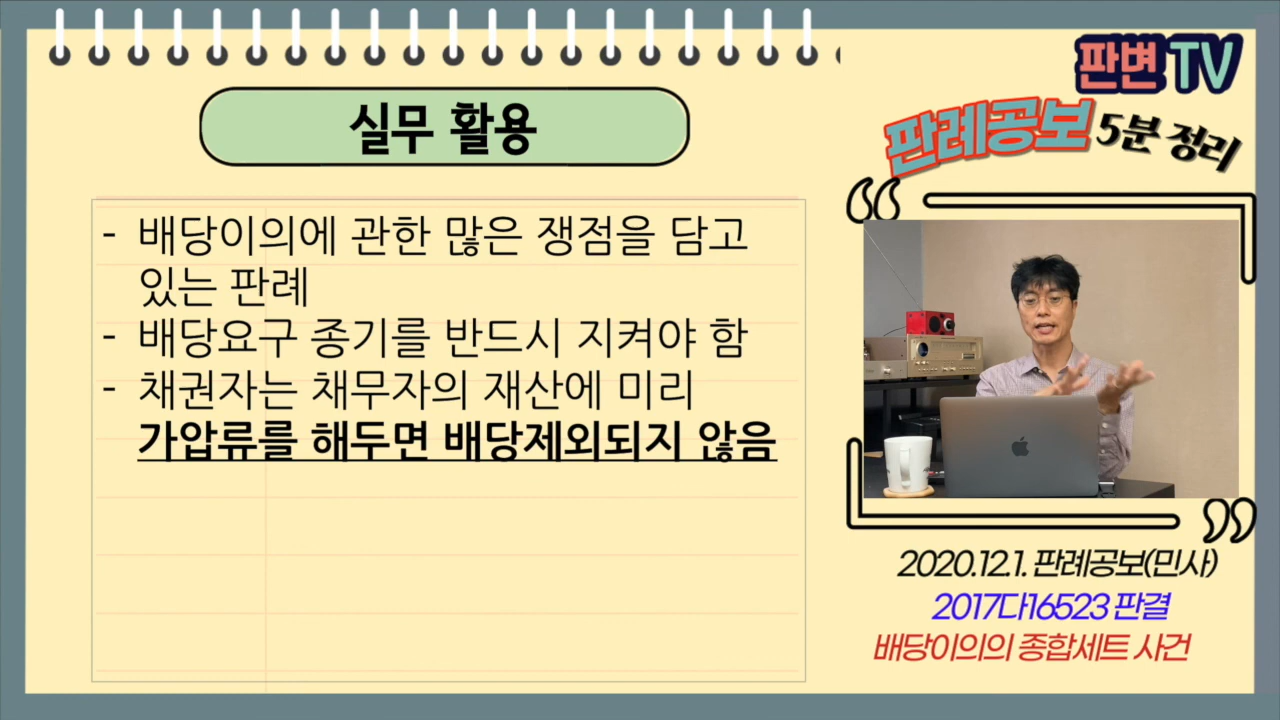 판변 TV
판례공보 5분 정리
실무 활용
- 배당이의에 관한 많은 쟁점을 담고
있는 판례
- 배당요구 종기를 반드시 지켜야 함
- 채권자는 채무자의 재산에 미리
가압류를 해두면 배당제외되지 않음
2020.12.1. 판례공보(민사)
2017다16523 판결
배당이의의 종합세트 사건